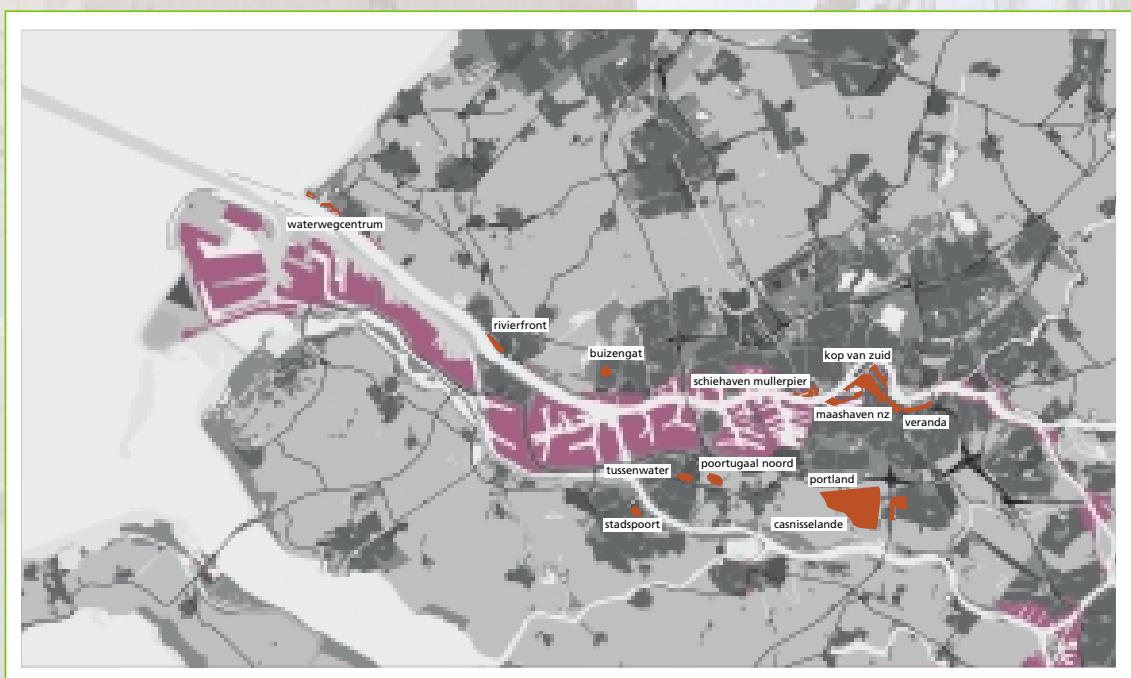 waterwegcentrum
rivierfront
buizengat
kop van zuid
schiehaven mullerpier
maashaven nz
veranda
tussenwater
poortugaal noord
portland
stadspoort
casnisselande